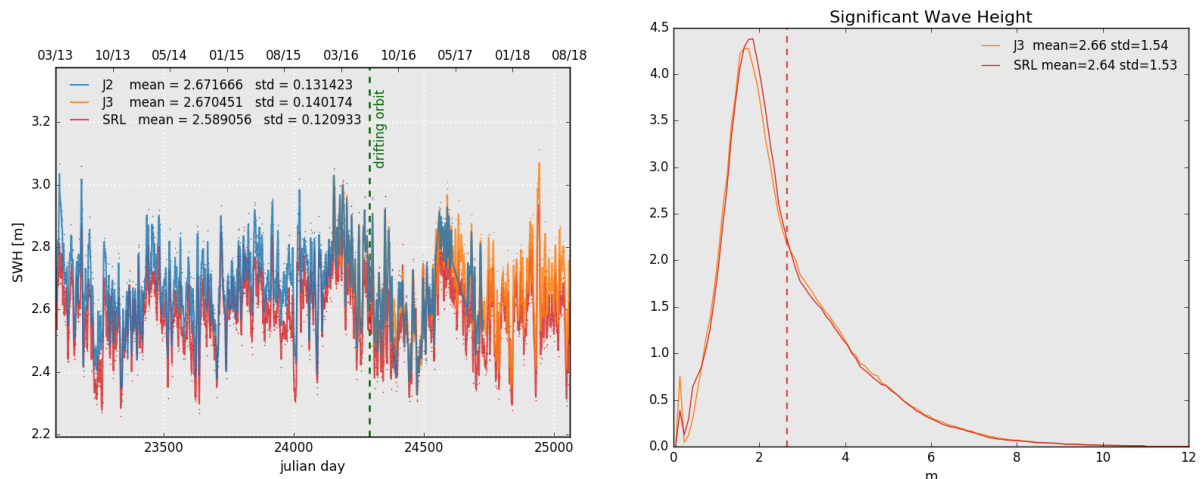 03/13 10/13 05/14 01/15 08/15 03/16 10/16 05/17 01/18 08/18
J2 mean = 2.671666 std = 0.131423
J3 mean = 2.670451 std = 0.140174
SRL mean = 2.589056 std = 0.120933
drifting orbit
SWH [m]
3.2
3.0
2.8
2.6
2.4
2.2
23500 24000 24500 25000
julian day
Significant Wave Height
J3 mean=2.66 std=1.54
SRL mean=2.64 std=1.53
4.5
4.0
3.5
3.0
2.5
2.0
1.5
1.0
0.5
0.0
0 2 4 6 8 10 12
m